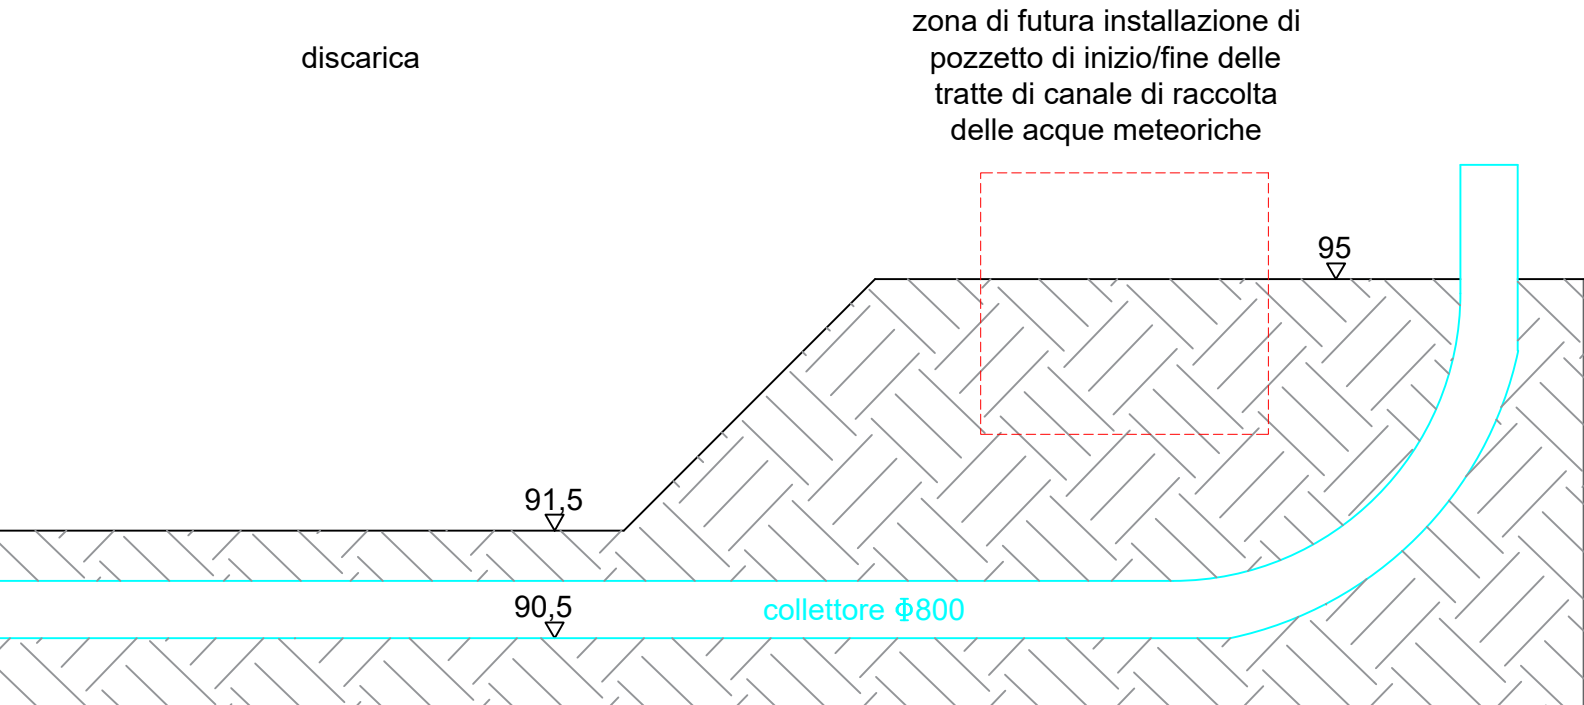 discarica
zona di futura installazione di
pozzetto di inizio/fine delle
tratte di canale di raccolta
delle acque meteoriche
95
91,5
90,5
collettore Φ800